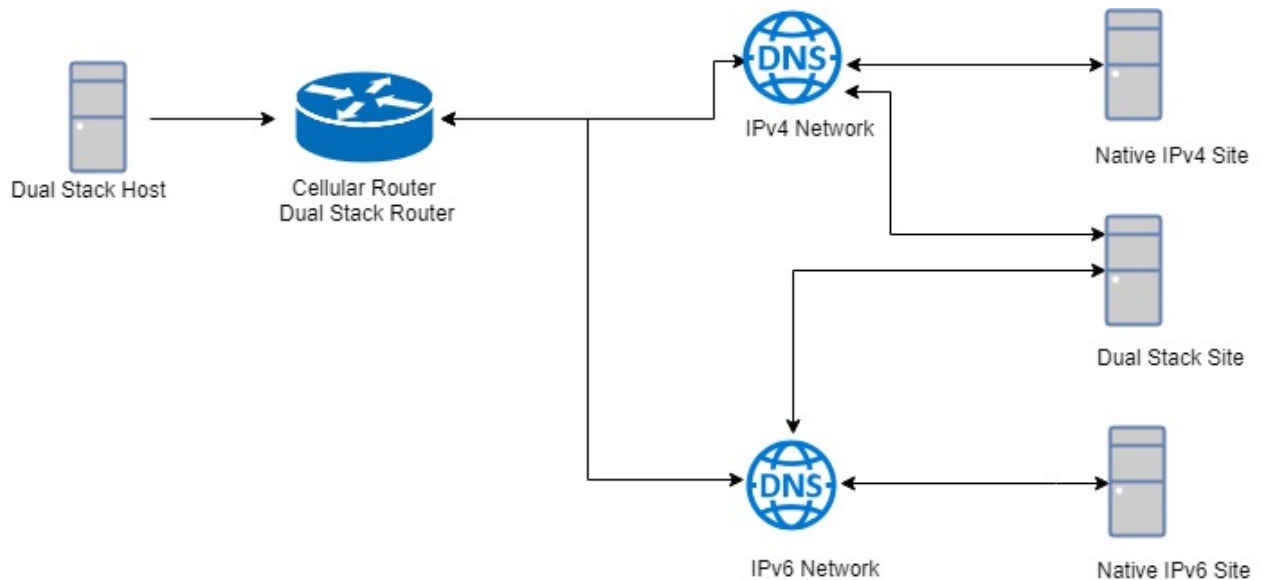 DNS
IPv4 Network
Native IPv4 Site
Dual Stack Host
Cellular Router
Dual Stack Router
Dual Stack Site
DNS
IPv6 Network
Native IPv6 Site